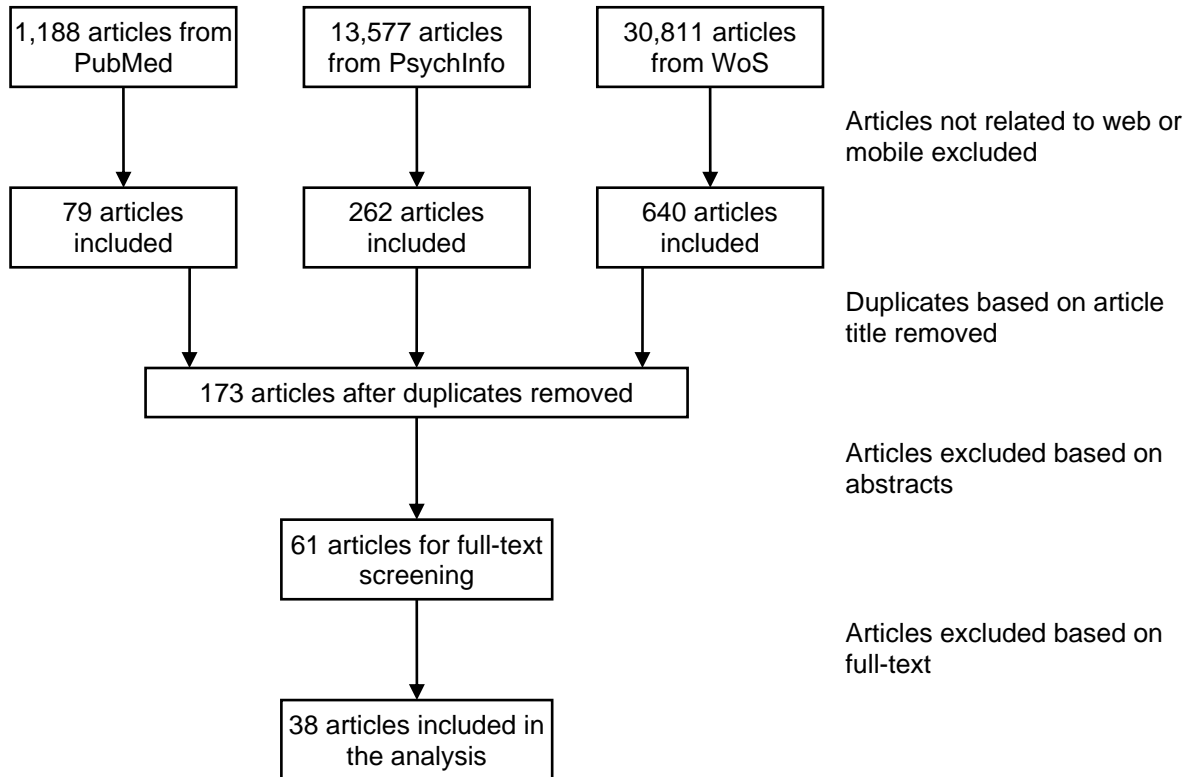 1,188 articles from
PubMed
13,577 articles
from PsychInfo
30,811 articles
from WoS
Articles not related to web or
mobile excluded
79 articles
included
262 articles
included
640 articles
included
Duplicates based on article
title removed
173 articles after duplicates removed
Articles excluded based on
abstracts
61 articles for full-text
screening
Articles excluded based on
full-text
38 articles included in
the analysis